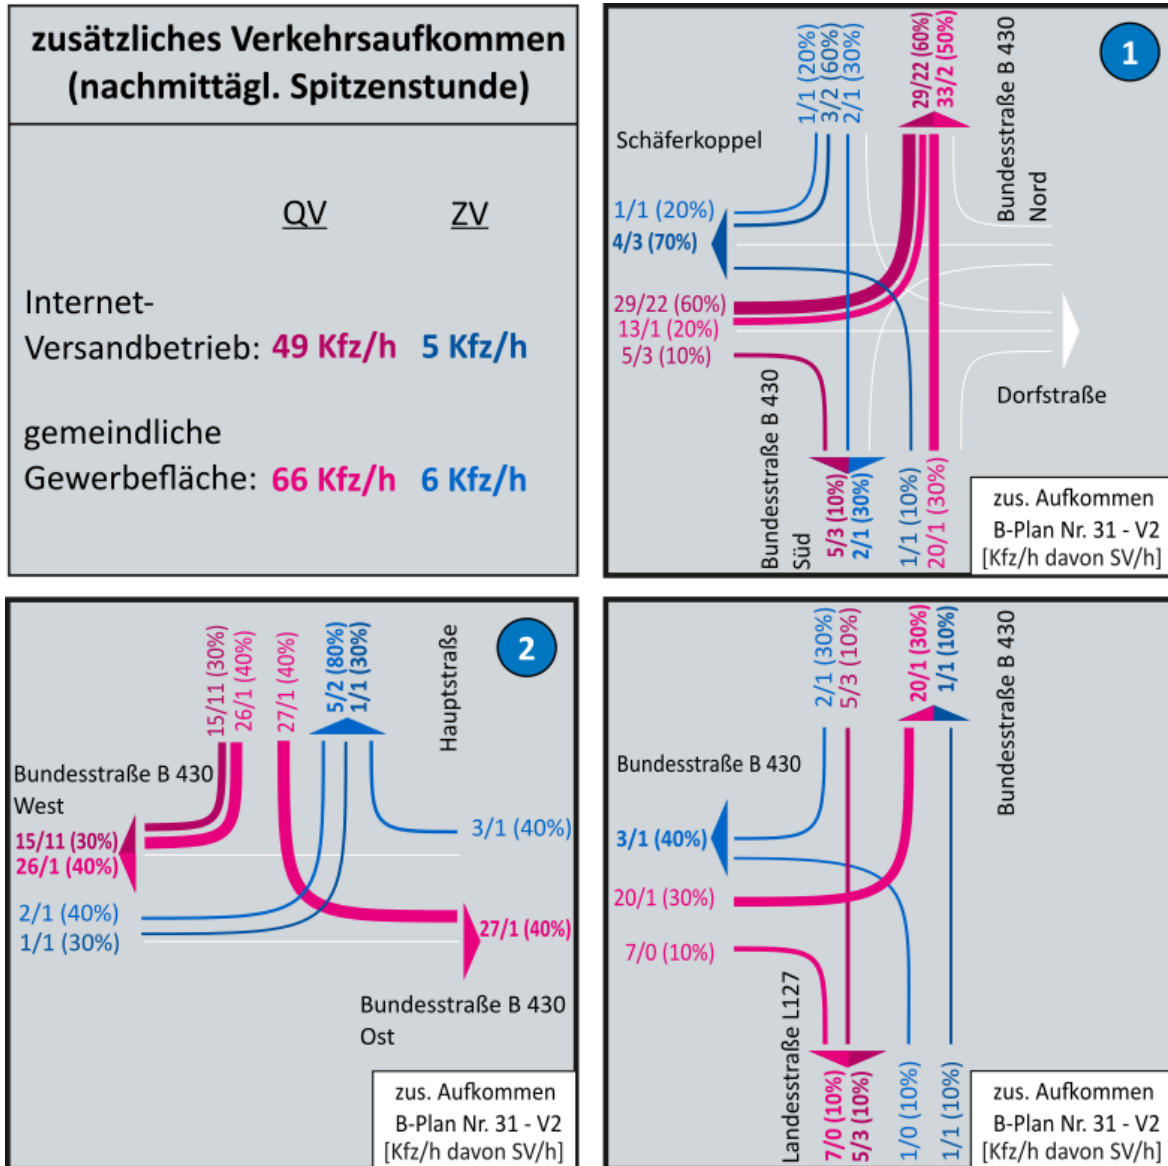 zusätzliches Verkehrsaufkommen
(nachmittägl. Spitzenstunde)
QV ZV
Internet-
Versandbetrieb: 49 Kfz/h 5 Kfz/h
gemeindliche
Gewerbefläche: 66 Kfz/h 6 Kfz/h
1
1/1 (20%)
3/2 (60%)
2/1 (30%)
29/22 (60%)
33/2 (50%)
Bundesstraße B 430
Nord
Schäferkoppel
1/1 (20%)
4/3 (70%)
29/22 (60%)
13/1 (20%)
5/3 (10%)
Dorfstraße
Bundesstraße B 430
Süd
5/3 (10%)
2/1 (30%)
1/1 (10%)
20/1 (30%)
zus. Aufkommen
B-Plan Nr. 31 - V2
[Kfz/h davon SV/h]
2
15/11 (30%)
26/1 (40%)
27/1 (40%)
5/2 (80%)
1/1 (30%)
Hauptstraße
Bundesstraße B 430
West
15/11 (30%)
26/1 (40%)
3/1 (40%)
2/1 (40%)
1/1 (30%)
27/1 (40%)
Bundesstraße B 430
Ost
zus. Aufkommen
B-Plan Nr. 31 - V2
[Kfz/h davon SV/h]
2/1 (30%)
5/3 (10%)
20/1 (30%)
1/1 (10%)
Bundesstraße B 430
Bundesstraße B 430
3/1 (40%)
20/1 (30%)
7/0 (10%)
Landesstraße L127
7/0 (10%)
5/3 (10%)
1/0 (10%)
1/1 (10%)
zus. Aufkommen
B-Plan Nr. 31 - V2
[Kfz/h davon SV/h]